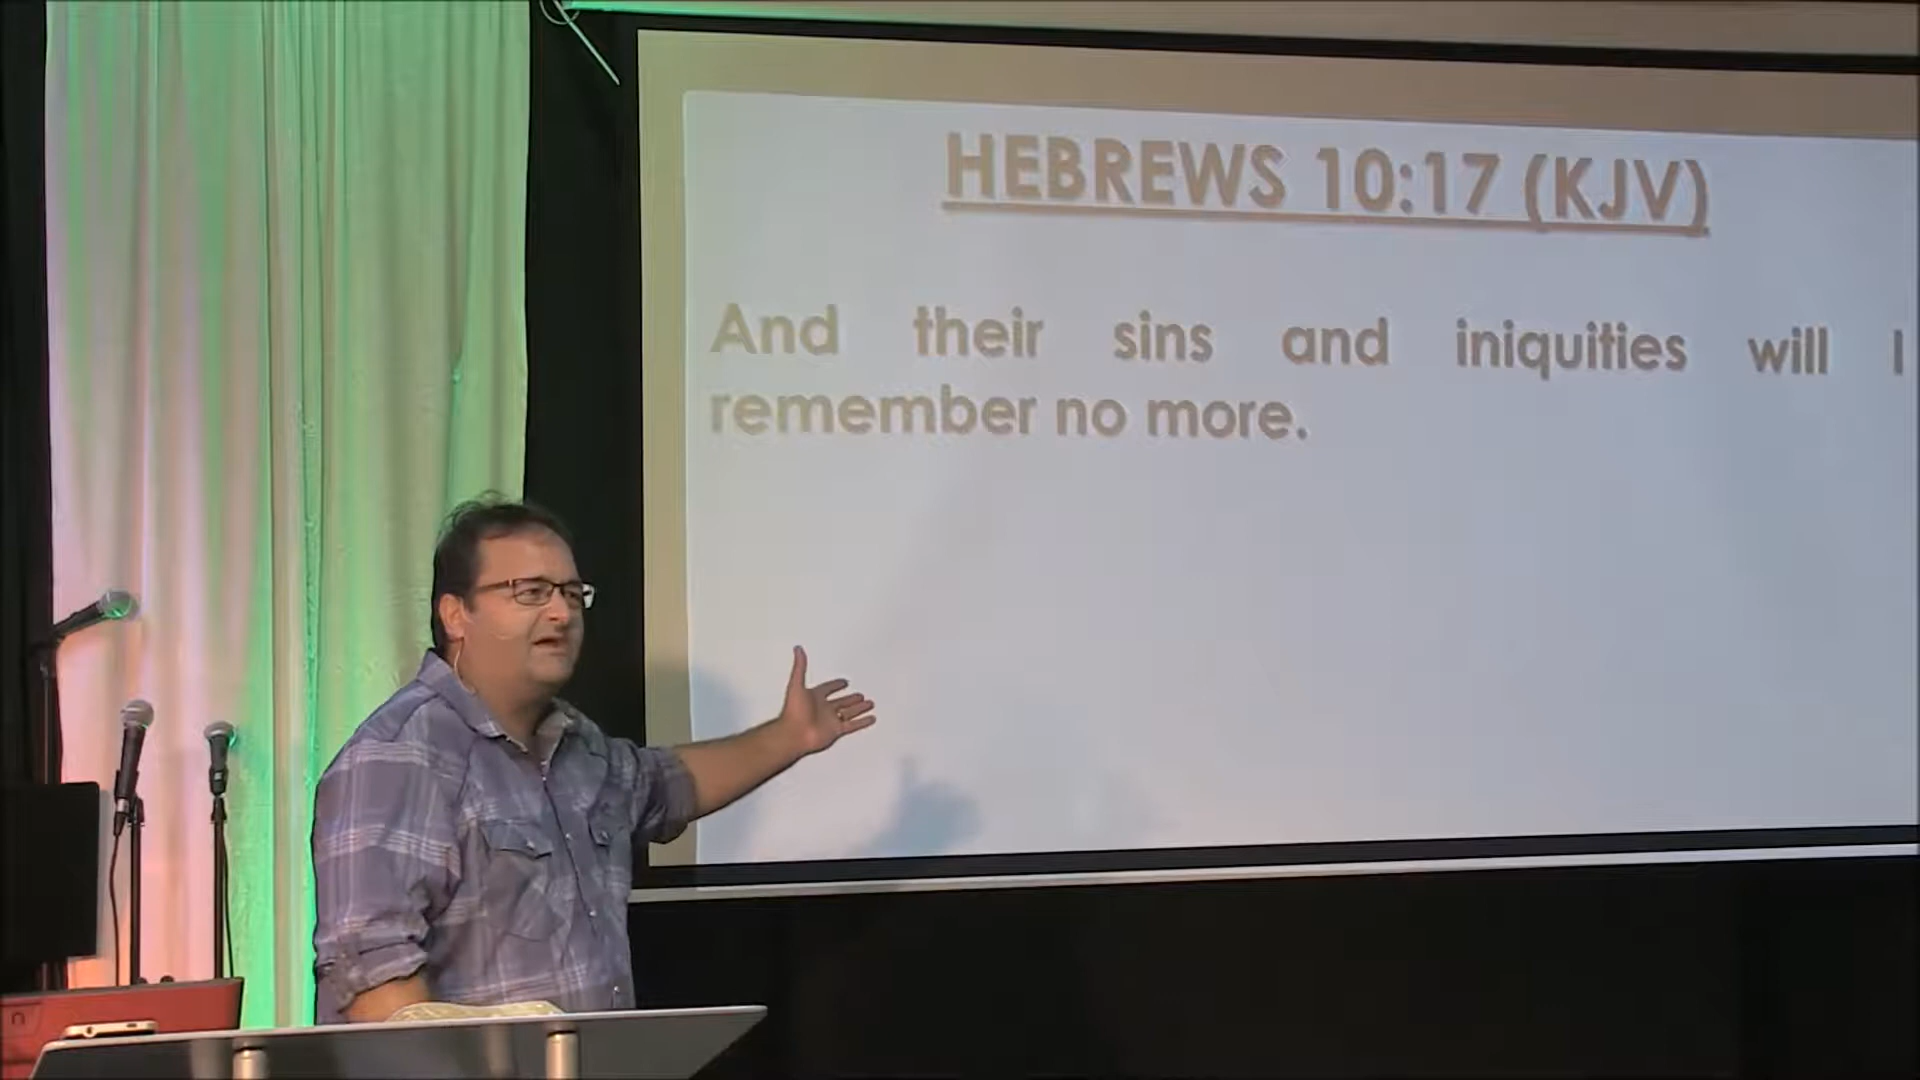 HEBREWS 10:17 (KJV)
And their sins and iniquities will I
remember no more.